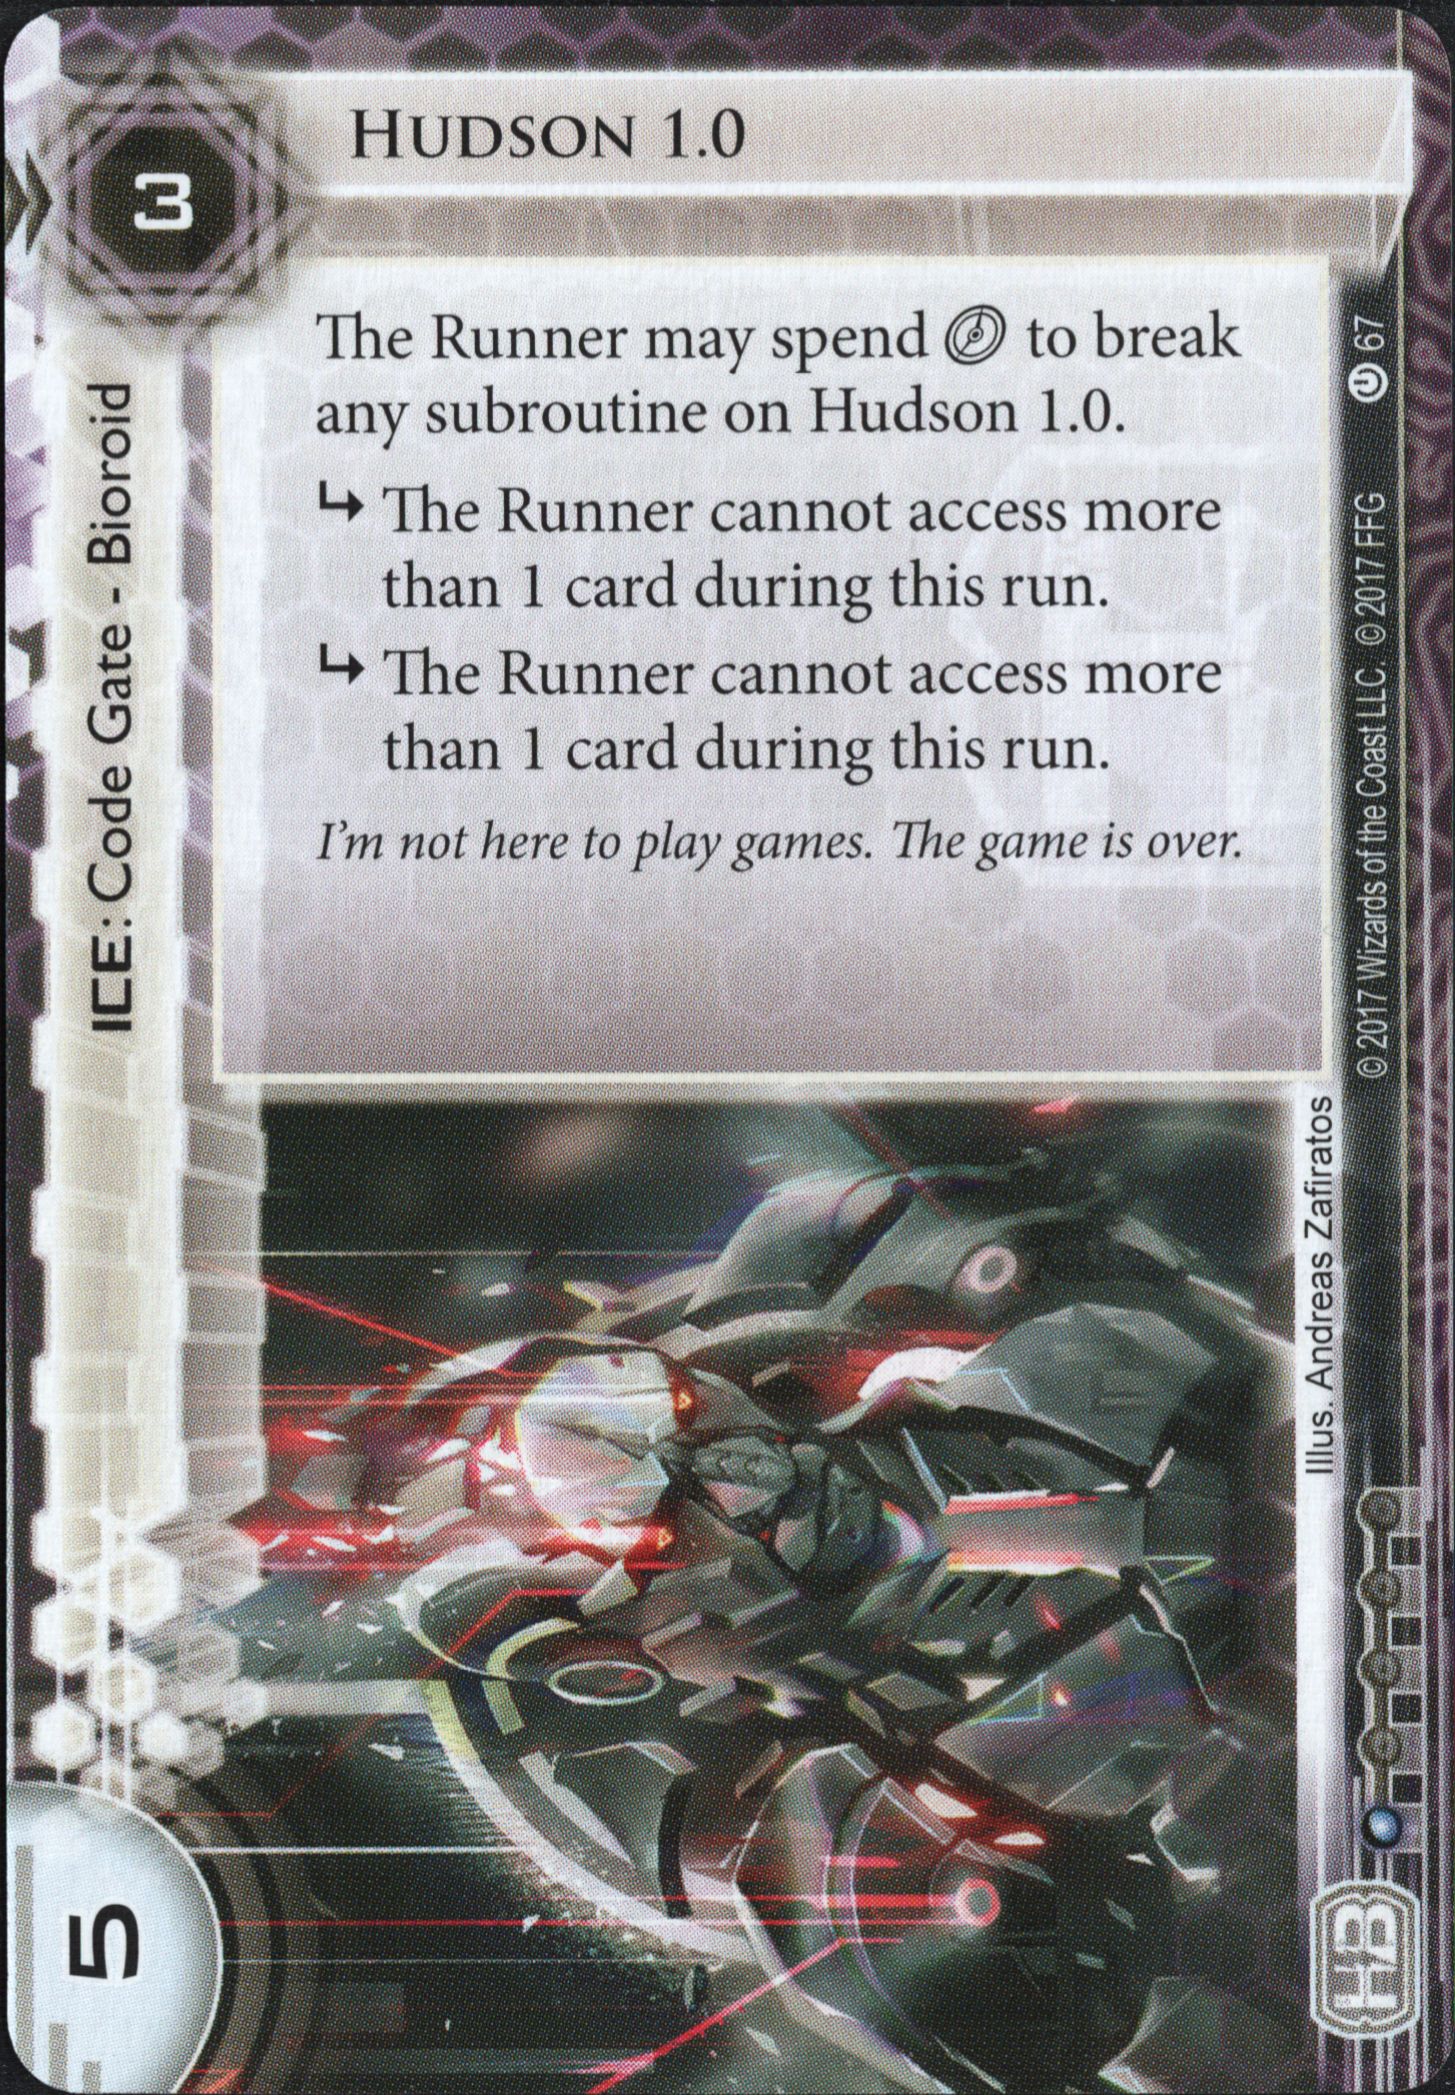 3
HUDSON 1.0
The Runner may spend to break
any subroutine on Hudson 1.0.
The Runner cannot access more
than 1 card during this run.
The Runner cannot access more
than 1 card during this run.
I'm not here to play games. The game is over.
ICE: Code Gate - Bioroid
5
Illus. Andreas Zafiratos
© 2017 Wizards of the Coast LLC. © 2017 FFG 67
HB